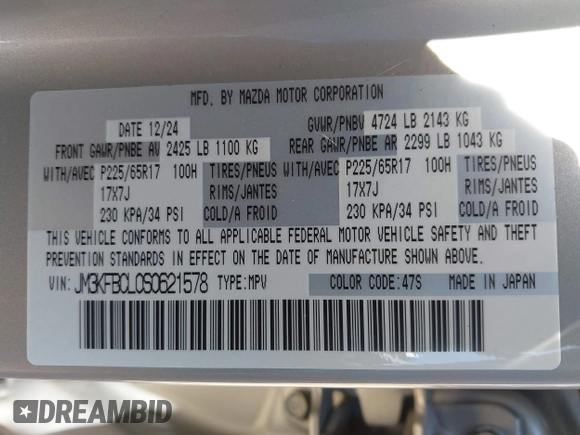 MFD. BY MAZDA MOTOR CORPORATION
DATE 12/24 GVWR/PNBV 4724 LB 2143 KG
FRONT GAWR/PNBE AV 2425 LB 1100 KG REAR GAWR/PNBE AR 2299 LB 1043 KG
WITH/AVEC P225/65R17 100H TIRES/PNEUS WITH/AVEC P225/65R17 100H TIRES/PNEUS
17X7J RIMS/JANTES 17X7J RIMS/JANTES
230 KPA/34 PSI COLD/A FROID 230 KPA/34 PSI COLD/A FROID
THIS VEHICLE CONFORMS TO ALL APPLICABLE FEDERAL MOTOR VEHICLE SAFETY AND THEFT
PREVENTION STANDARDS IN EFFECT ON THE DATE OF MANUFACTURE SHOWN ABOVE.
VIN: JM3KFBCL0S0621578 TYPE:MPV COLOR CODE:47S MADE IN JAPAN
DREAMBID